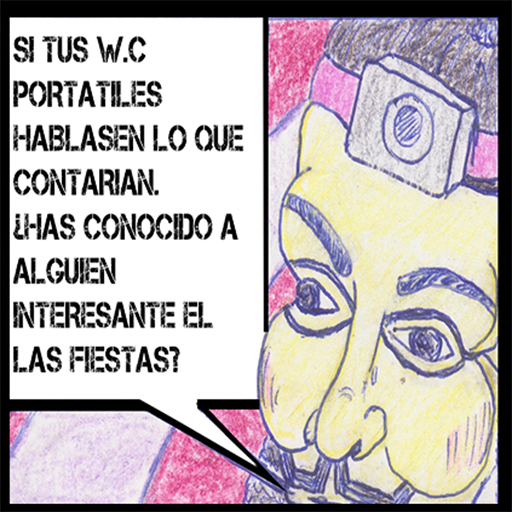 SI TUS W.C
PORTATILES
HABLASEN LO QUE
CONTARIAN.
¿HAS CONOCIDO A
ALGUIEN
INTERESANTE EL
LAS FIESTAS?